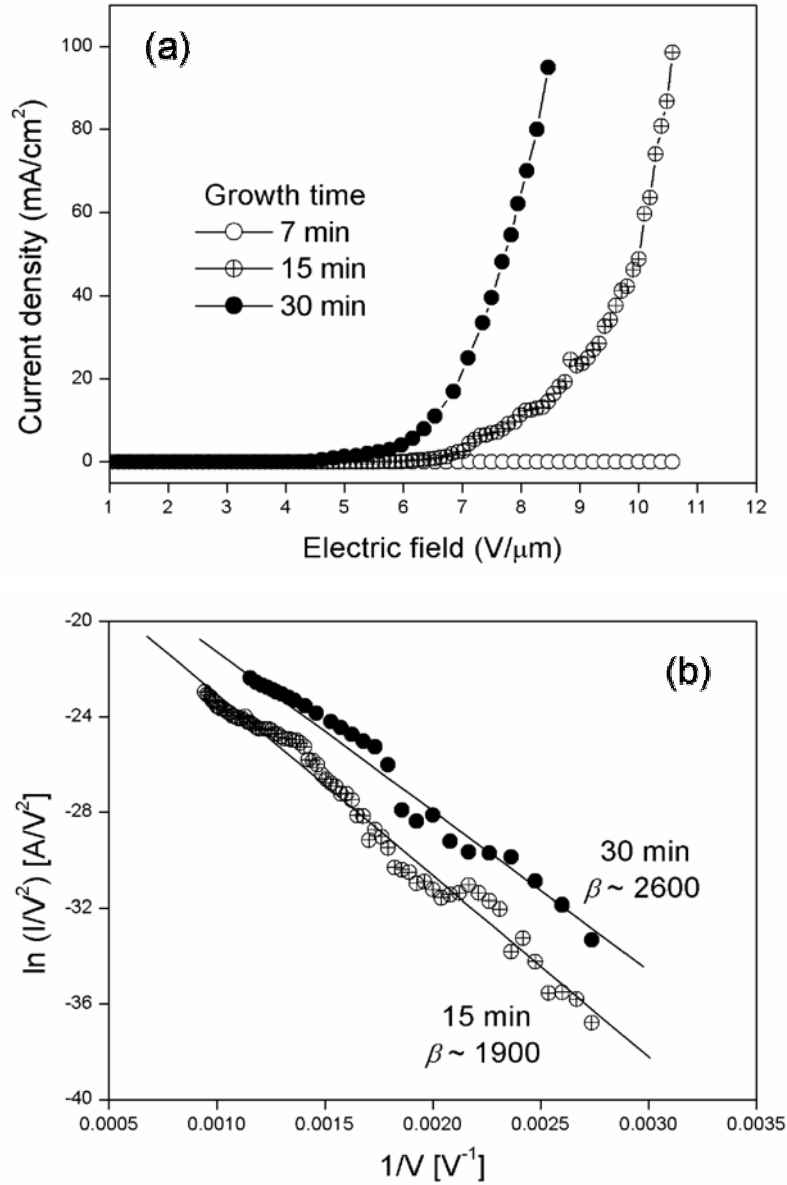 (a)
Current density (mA/cm²)
100
80
60
40
20
0
Growth time
7 min
15 min
30 min
1 2 3 4 5 6 7 8 9 10 11 12
Electric field (V/μm)
(b)
ln (I/V²) [A/V²]
-20
-24
-28
-32
-36
-40
30 min
β ~ 2600
15 min
β ~ 1900
0.0005 0.0010 0.0015 0.0020 0.0025 0.0030 0.0035
1/V [V⁻¹]